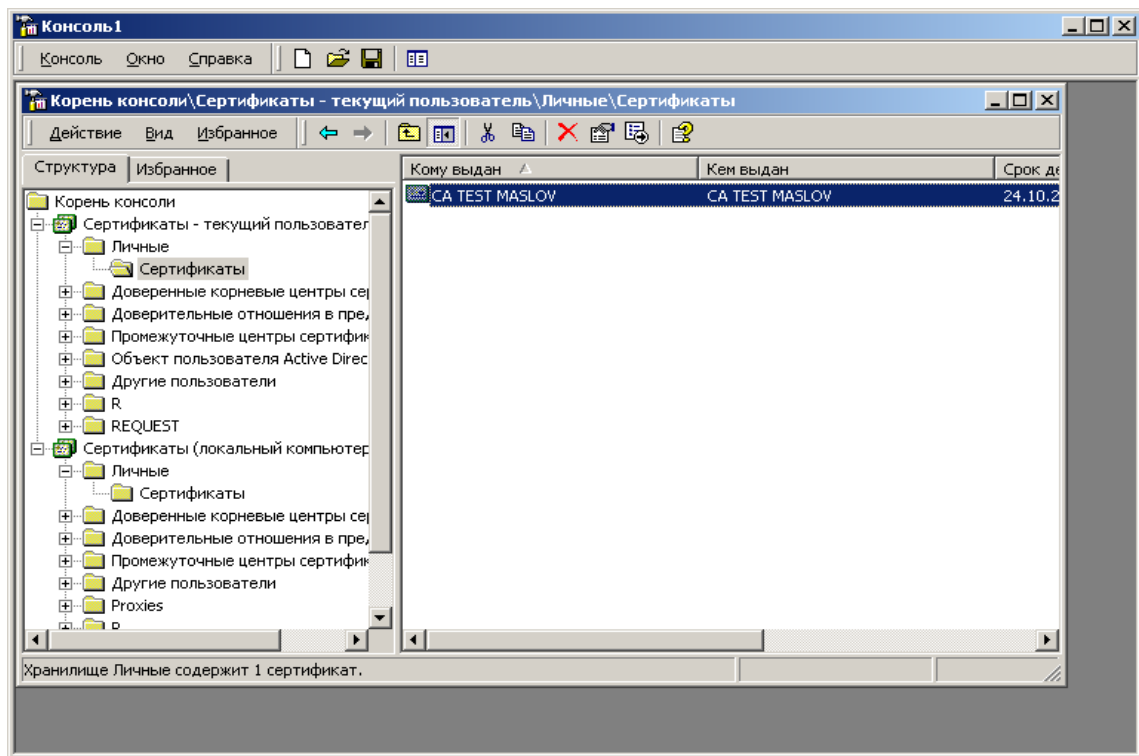 Консоль1
Консоль Окно Справка
Корень консоли\Сертификаты - текущий пользователь\Личные\Сертификаты
Действие Вид Избранное
Структура Избранное
Кому выдан Кем выдан Срок де
Корень консоли
CA TEST MASLOV CA TEST MASLOV 24.10.2
Сертификаты - текущий пользовател
Личные
Сертификаты
Доверенные корневые центры сер
Доверительные отношения в пред
Промежуточные центры сертифик
Объект пользователя Active Direc
Другие пользователи
R
REQUEST
Сертификаты (локальный компьютер
Личные
Сертификаты
Доверенные корневые центры сер
Доверительные отношения в пред
Промежуточные центры сертифик
Другие пользователи
Proxies
Хранилище Личные содержит 1 сертификат.